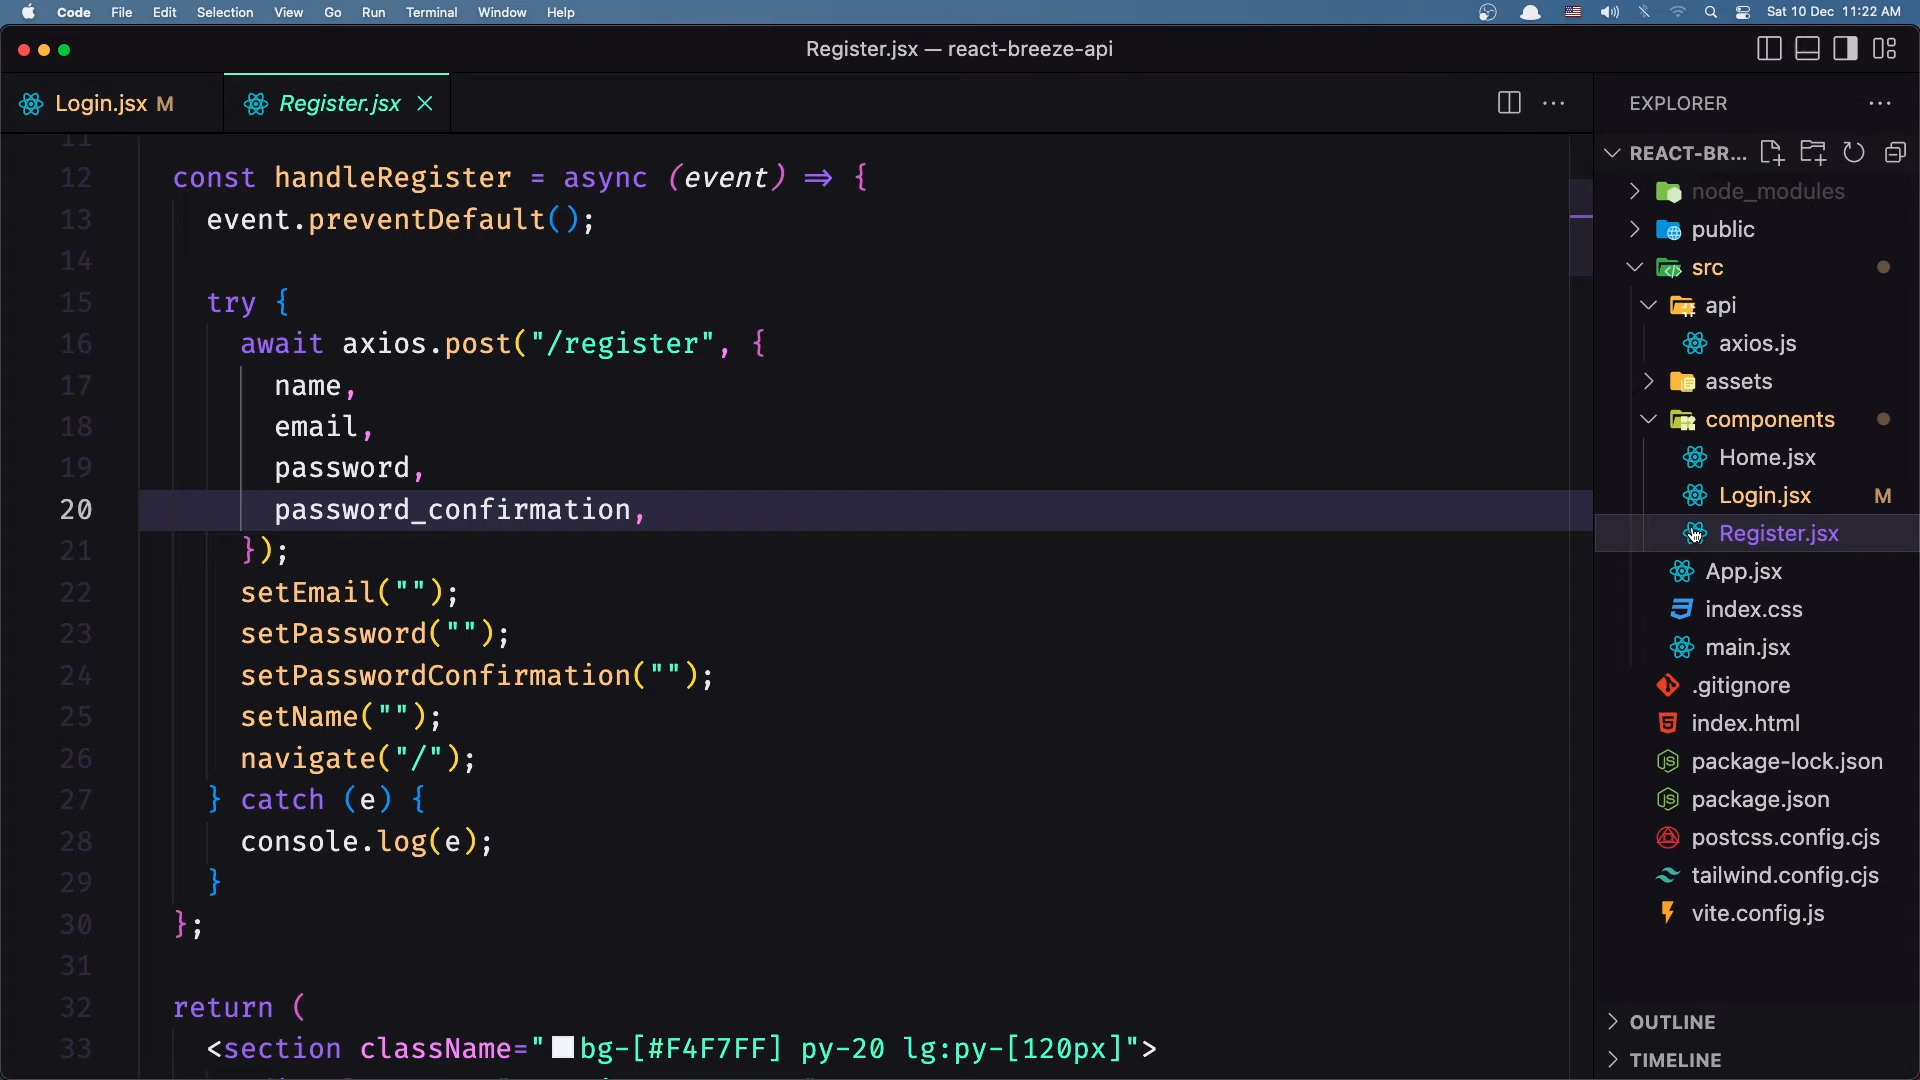 Code File Edit Selection View Go Run Terminal Window Help Sat 10 Dec 11:22 AM
Register.jsx — react-breeze-api
Login.jsx M Register.jsx
11
12 const handleRegister = async (event) ⇒ {
13 event.preventDefault();
14
15 try {
16 await axios.post("/register", {
17 name,
18 email,
19 password,
20 password_confirmation,
21 });
22 setEmail("");
23 setPassword("");
24 setPasswordConfirmation("");
25 setName("");
26 navigate("/");
27 } catch (e) {
28 console.log(e);
29 }
30 };
31
32 return (
33 <section className="bg-[#F4F7FF] py-20 lg:py-[120px]">
EXPLORER
REACT-BR...
node_modules
public
src
api
axios.js
assets
components
Home.jsx
Login.jsx M
Register.jsx
App.jsx
index.css
main.jsx
.gitignore
index.html
package-lock.json
package.json
postcss.config.cjs
tailwind.config.cjs
vite.config.js
OUTLINE
TIMELINE